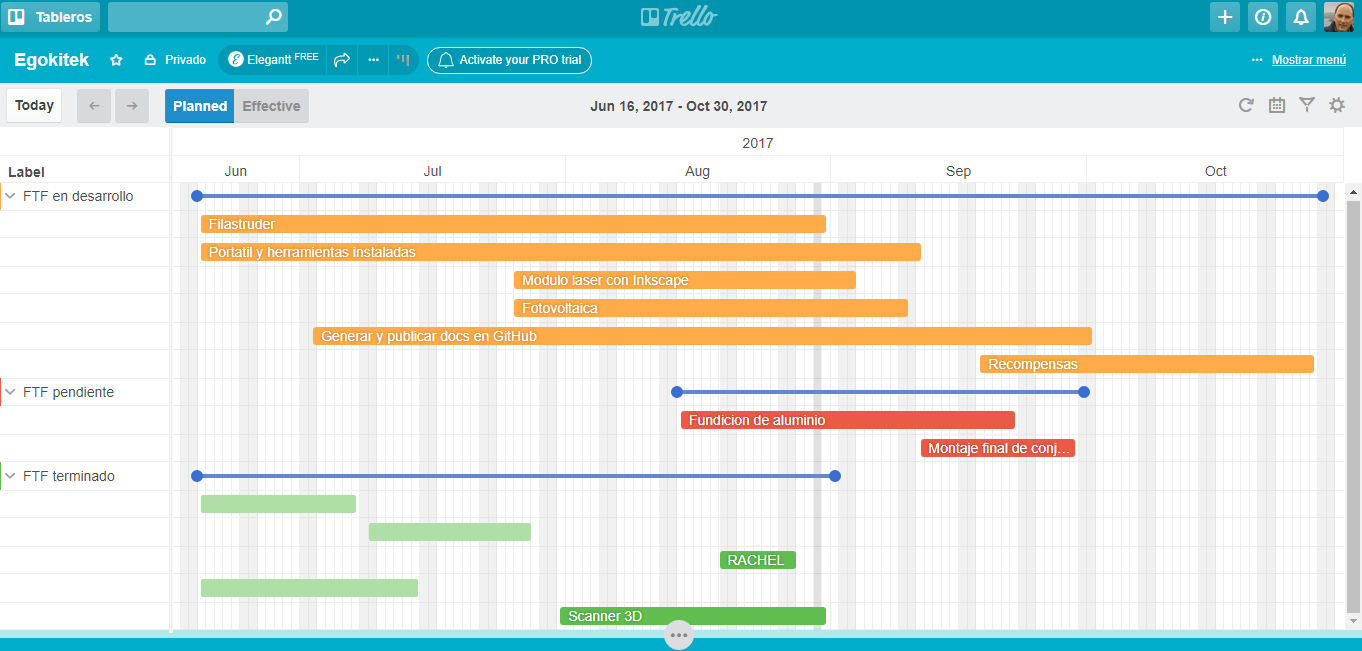 Tableros
Trello
Egokitek Privado Elegantt FREE ... Activate your PRO trial ... Mostrar menú
Today ← → Planned Effective Jun 16, 2017 - Oct 30, 2017
2017
Label Jun Jul Aug Sep Oct
FTF en desarrollo
Filastruder
Portatil y herramientas instaladas
Modulo laser con Inkscape
Fotovoltaica
Generar y publicar docs en GitHub
Recompensas
FTF pendiente
Fundicion de aluminio
Montaje final de conj...
FTF terminado
RACHEL
Scanner 3D